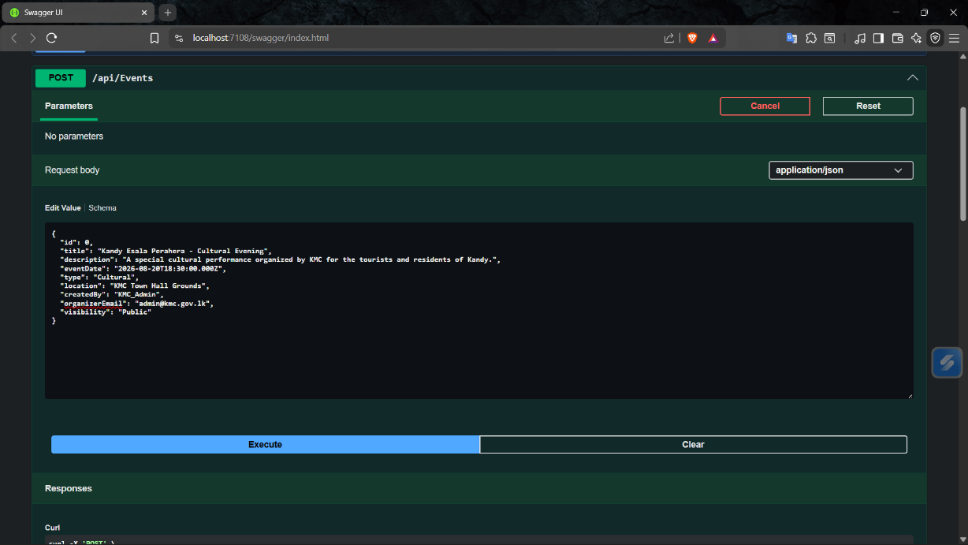 Swagger UI
localhost:7108/swagger/index.html
POST /api/Events
Parameters
Cancel
Reset
No parameters
Request body
application/json
Edit Value Schema
{
"id": 0,
"title": "Kandy Esala Perahera - Cultural Evening",
"description": "A special cultural performance organized by KMC for the tourists and residents of Kandy.",
"eventDate": "2026-08-20T18:30:00.000Z",
"type": "Cultural",
"location": "KMC Town Hall Grounds",
"createdBy": "KMC_Admin",
"organizerEmail": "admin@kmc.gov.lk",
"visibility": "Public"
}
Execute
Clear
Responses
Curl
curl -X 'POST' \